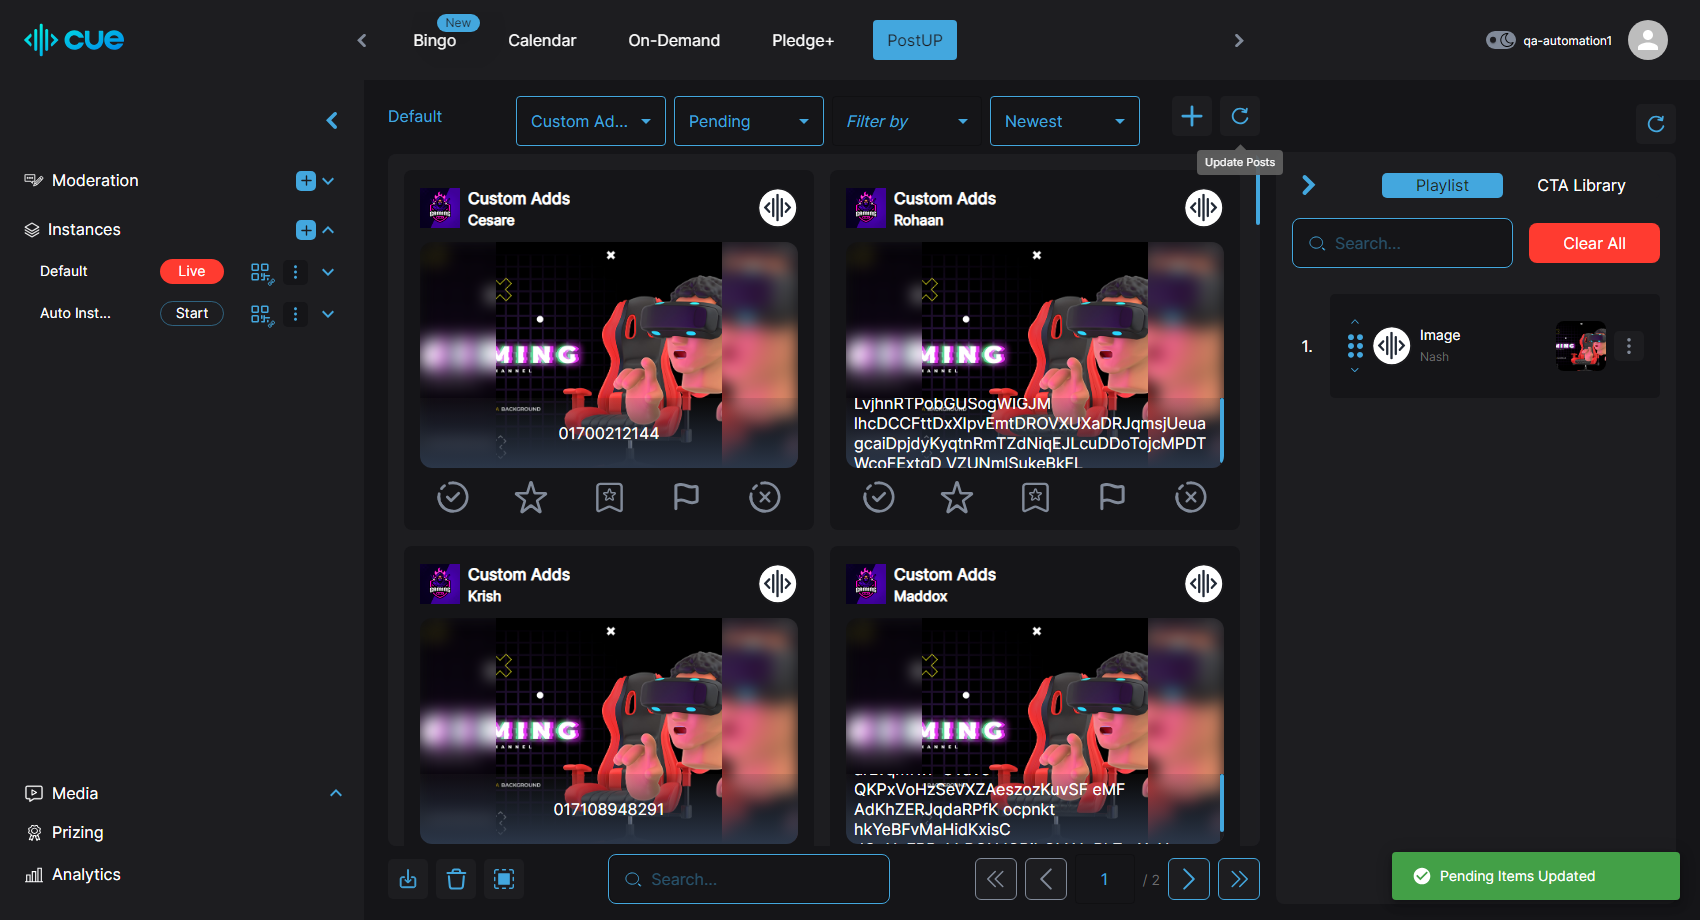 cue
New
Bingo
Calendar
On-Demand
Pledge+
PostUP
qa-automation1
Default
Custom Ad...
Pending
Filter by
Newest
Update Posts
Moderation
Instances
Default
Live
Auto Inst...
Start
Media
Prizing
Analytics
Custom Adds
Cesare
MING
BACKGROUND
01700212144
Custom Adds
Rohaan
MING
LvjhnRTPobGUSogWIGJM
lhcDCCFttDxXlpvEmtDROVXUXaDRJqmsjUeua
gcaiDpjdyKyqtnRmTZdNiqEJLcuDDoTojcMPDT
Custom Adds
Krish
MING
BACKGROUND
017108948291
Custom Adds
Maddox
MING
QKPxVoHzSeVXZAeszozKuvSF eMF
AdKhZERJqdaRPfK ocpnkt
hkYeBFvMaHidKxisC
Search...
1
/ 2
Playlist
CTA Library
Search...
Clear All
1.
Image
Nash
Pending Items Updated